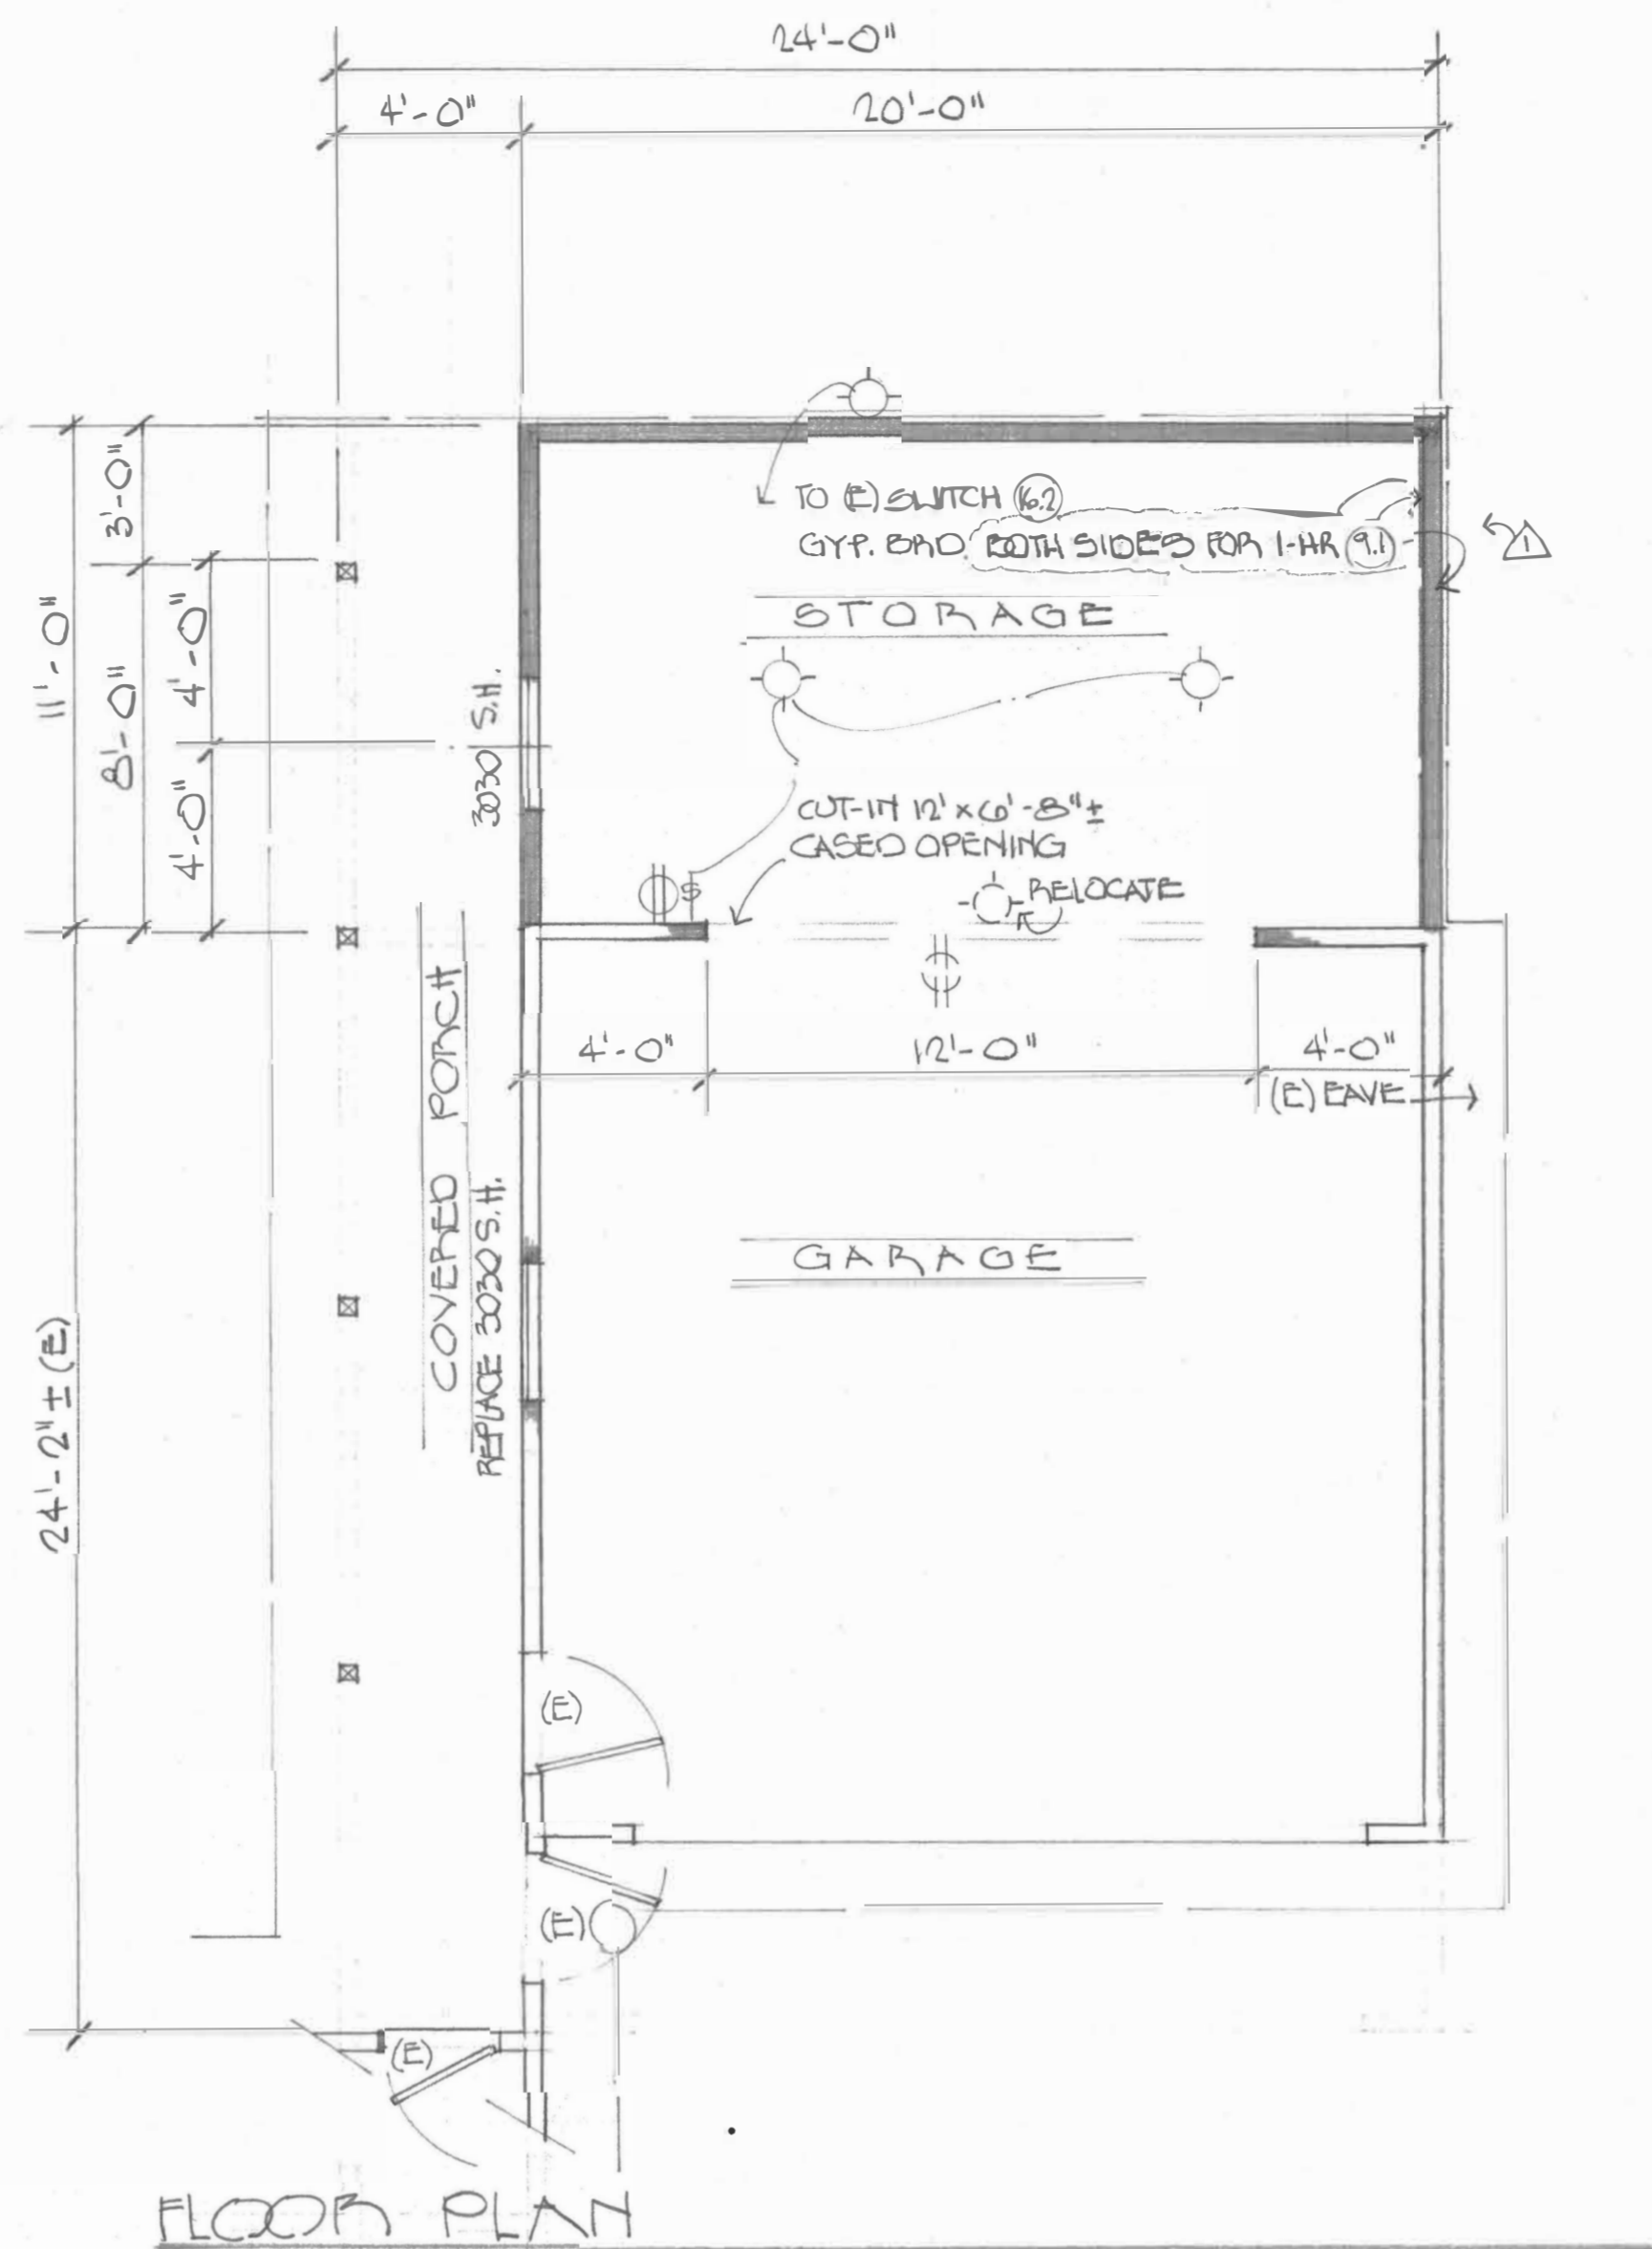 24'-0"
4'-0"
20'-0"
3'-0"
11'-0"
8'-0"
4'-0"
4'-0"
TO (E) SWITCH 16.2
GYP. BRD. BOTH SIDES FOR 1-HR 9.1
1
STORAGE
3030 S.H.
CUT-IN 12' x 6'-8" ±
CASED OPENING
$
RELOCATE
4'-0"
12'-0"
4'-0"
(E) EAVE
COVERED PORCH
REPLACE 3030 S.H.
GARAGE
24'-2" ± (E)
(E)
(E)
(E)
FLOOR PLAN